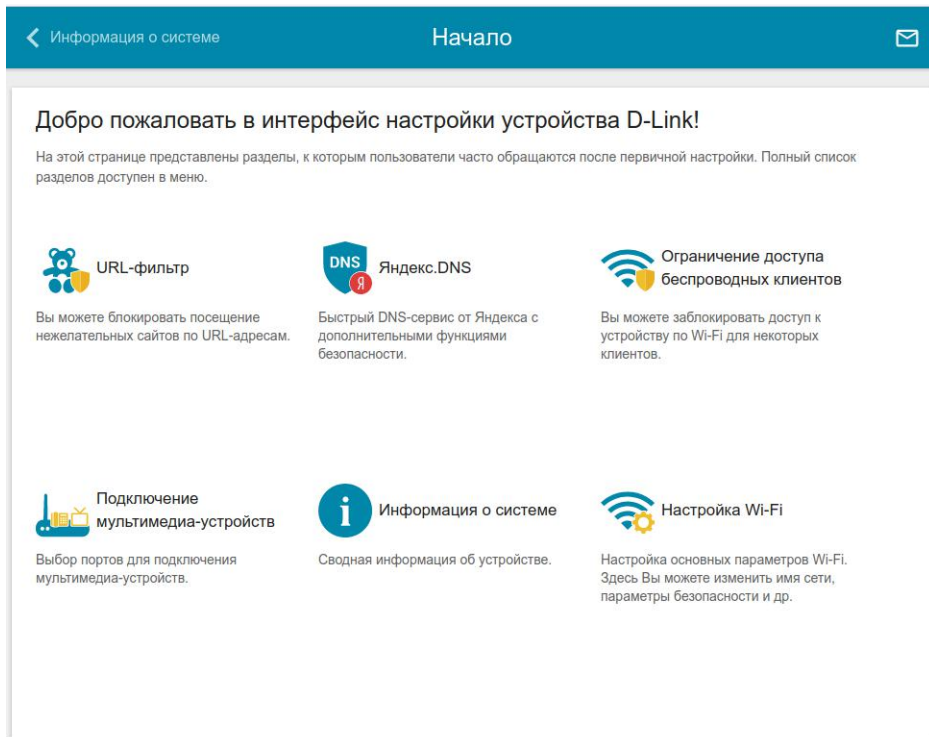 Информация о системе
Начало
Добро пожаловать в интерфейс настройки устройства D-Link!
На этой странице представлены разделы, к которым пользователи часто обращаются после первичной настройки. Полный список
разделов доступен в меню.
URL-фильтр
Вы можете блокировать посещение
нежелательных сайтов по URL-адресам.
DNS
Я
Яндекс.DNS
Быстрый DNS-сервис от Яндекса с
дополнительными функциями
безопасности.
Ограничение доступа
беспроводных клиентов
Вы можете заблокировать доступ к
устройству по Wi-Fi для некоторых
клиентов.
Подключение
мультимедиа-устройств
Выбор портов для подключения
мультимедиа-устройств.
i
Информация о системе
Сводная информация об устройстве.
Настройка Wi-Fi
Настройка основных параметров Wi-Fi.
Здесь Вы можете изменить имя сети,
параметры безопасности и др.